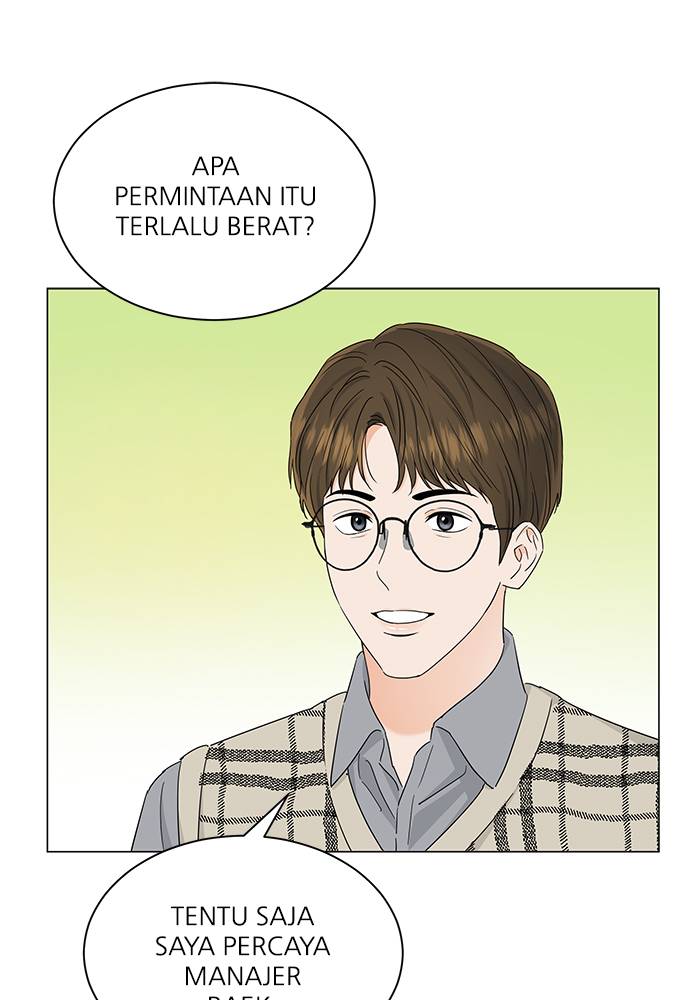 APA
PERMINTAAN ITU
TERLALU BERAT?
TENTU SAJA
SAYA PERCAYA
MANAJER